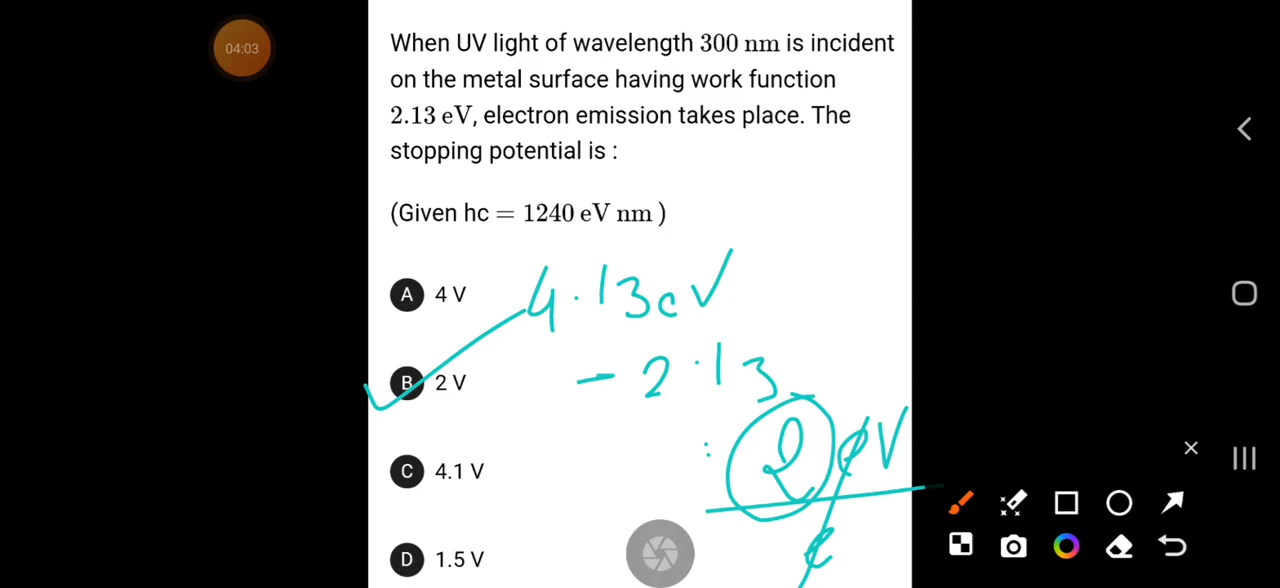 04:03
When UV light of wavelength 300 nm is incident
on the metal surface having work function
2.13 eV, electron emission takes place. The
stopping potential is :
(Given hc = 1240 eV nm )
A 4 V
4.13eV
B 2 V
- 2.13
: 2 eV
e
C 4.1 V
D 1.5 V